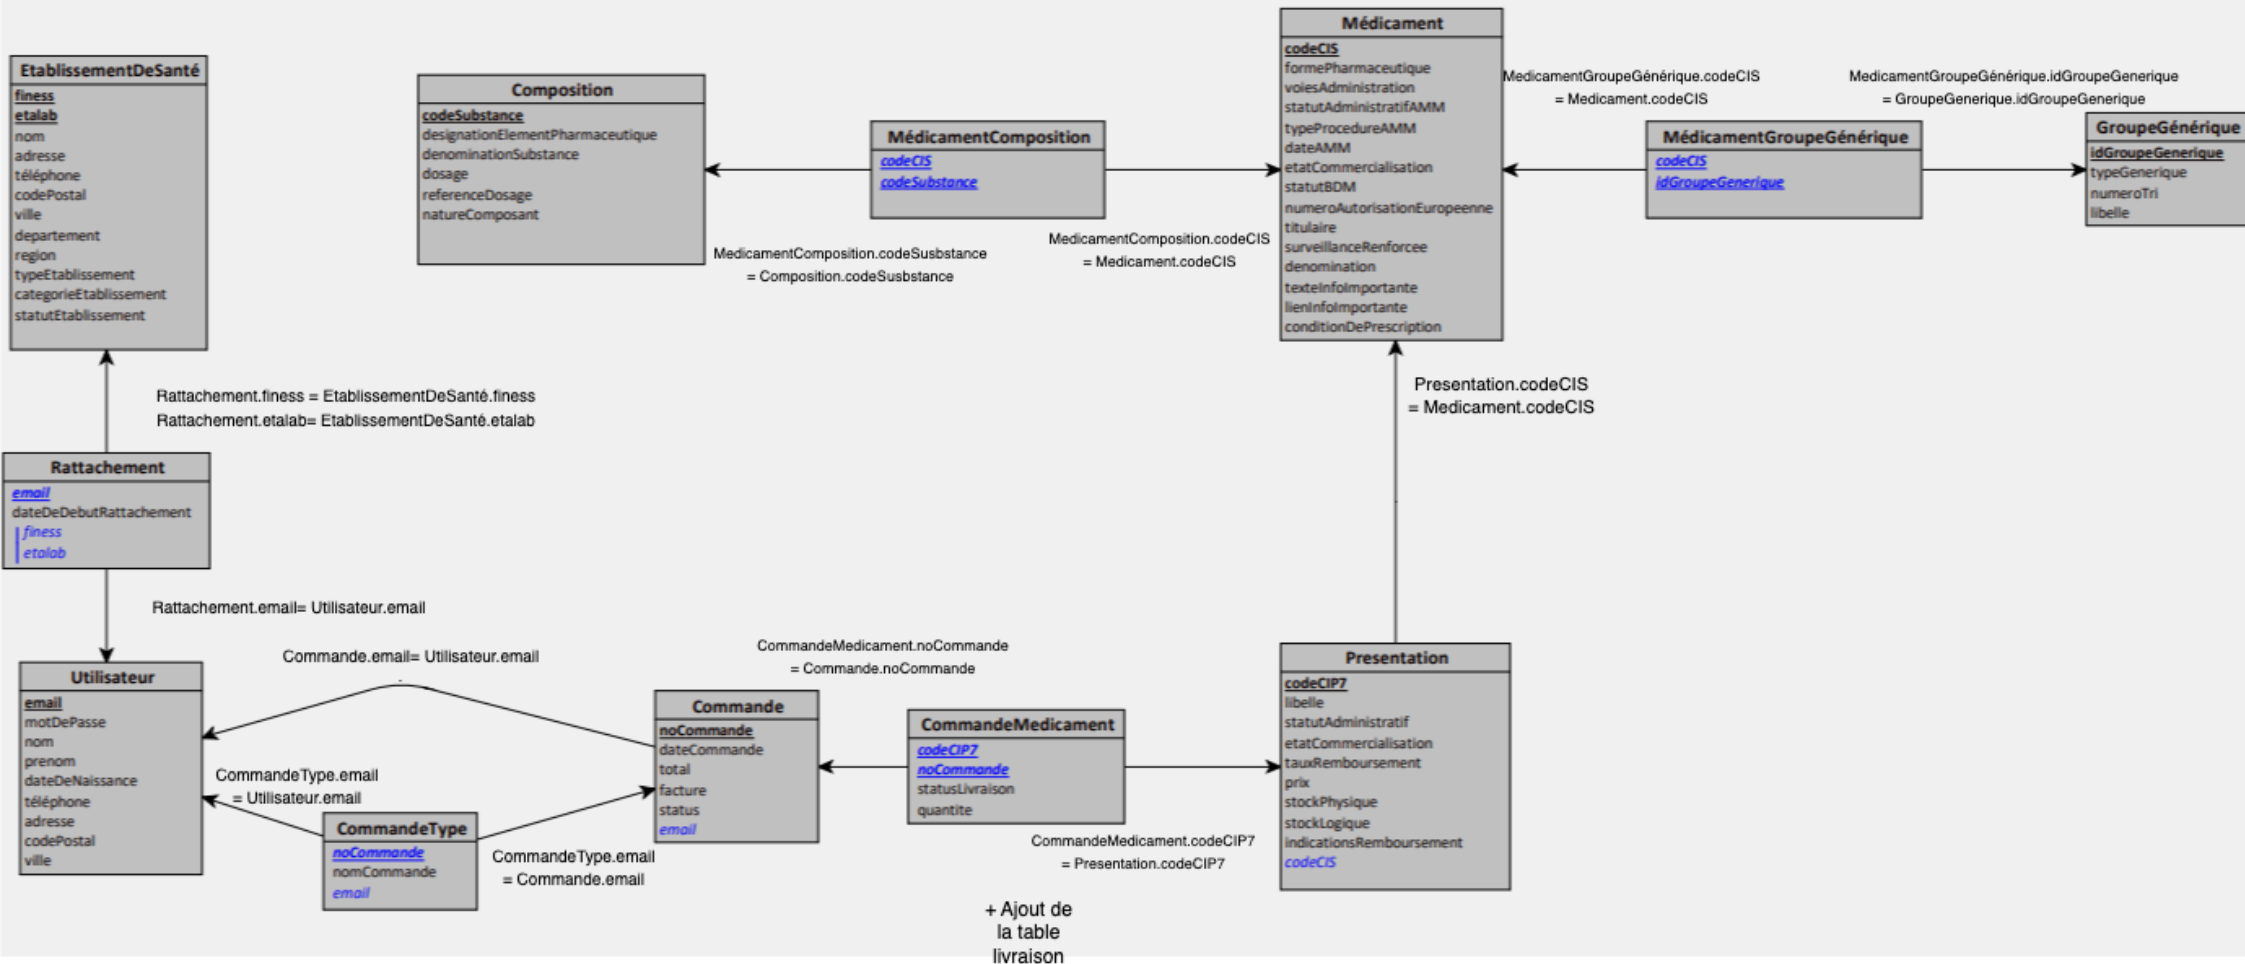 EtablissementDeSanté
finess
etalab
nom
adresse
téléphone
codePostal
ville
departement
region
typeEtablissement
categorieEtablissement
statutEtablissement
Composition
codeSubstance
designationElementPharmaceutique
denominationSubstance
dosage
referenceDosage
natureComposant
MédicamentComposition
codeCIS
codeSubstance
MedicamentComposition.codeSusbstance
= Composition.codeSusbstance
MedicamentComposition.codeCIS
= Medicament.codeCIS
Médicament
codeCIS
formePharmaceutique
voiesAdministration
statutAdministratifAMM
typeProcedureAMM
dateAMM
etatCommercialisation
statutBDM
numeroAutorisationEuropeenne
titulaire
surveillanceRenforcee
denomination
texteInfoImportante
lienInfoImportante
conditionDePrescription
MedicamentGroupeGénérique.codeCIS
= Medicament.codeCIS
MedicamentGroupeGénérique.idGroupeGenerique
= GroupeGenerique.idGroupeGenerique
MédicamentGroupeGénérique
codeCIS
idGroupeGenerique
GroupeGénérique
idGroupeGenerique
typeGenerique
numeroTri
libelle
Rattachement.finess = EtablissementDeSanté.finess
Rattachement.etalab= EtablissementDeSanté.etalab
Presentation.codeCIS
= Medicament.codeCIS
Rattachement
email
dateDeDebutRattachement
finess
etalab
Rattachement.email= Utilisateur.email
Commande.email= Utilisateur.email
CommandeMedicament.noCommande
= Commande.noCommande
Utilisateur
email
motDePasse
nom
prenom
dateDeNaissance
téléphone
adresse
codePostal
ville
CommandeType.email
= Utilisateur.email
CommandeType
noCommande
nomCommande
email
CommandeType.email
= Commande.email
Commande
noCommande
dateCommande
total
facture
status
email
CommandeMedicament
codeCIP7
noCommande
statusLivraison
quantite
CommandeMedicament.codeCIP7
= Presentation.codeCIP7
Presentation
codeCIP7
libelle
statutAdministratif
etatCommercialisation
tauxRemboursement
prix
stockPhysique
stockLogique
indicationsRemboursement
codeCIS
+ Ajout de
la table
livraison